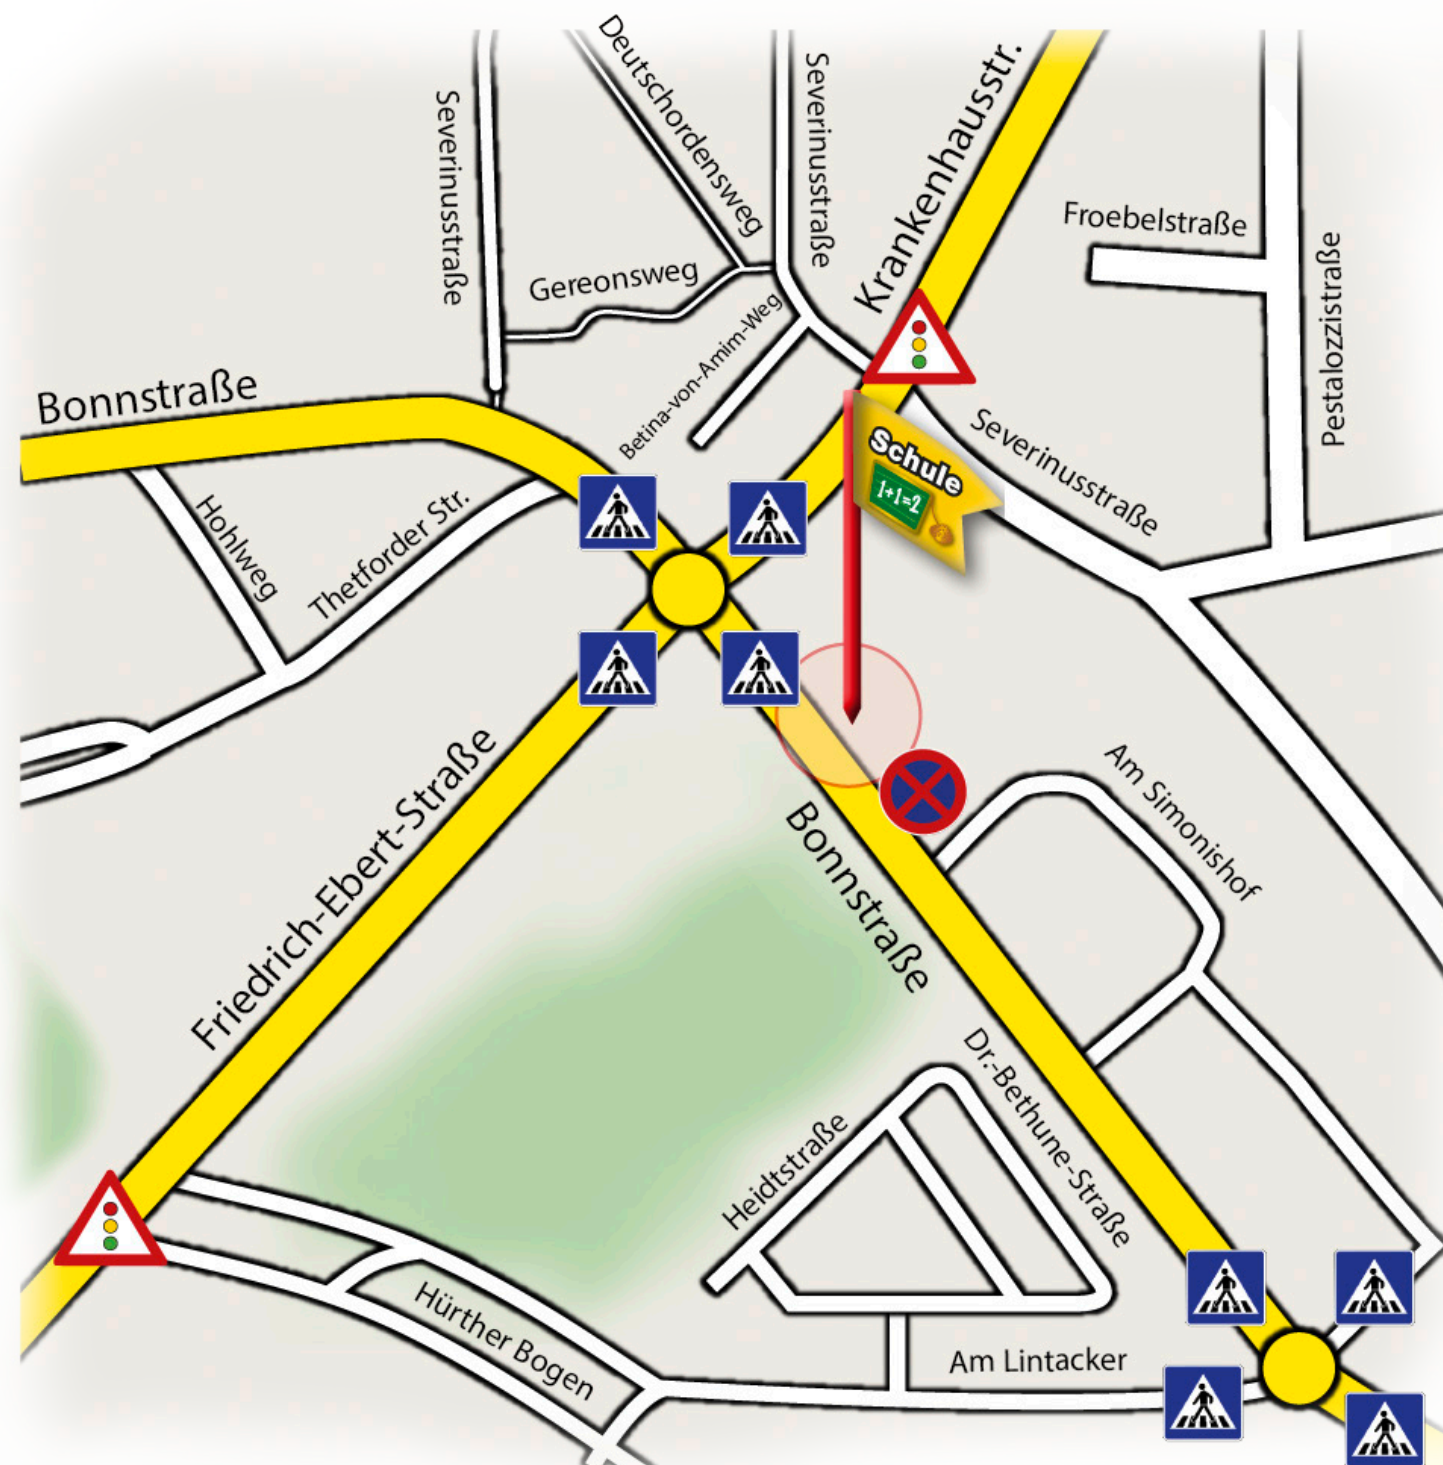 Deutschordensweg
Severinusstraße
Severinusstraße
Krankenhausstr.
Froebelstraße
Pestalozzistraße
Gereonsweg
Betina-von-Arnim-Weg
Bonnstraße
Schule
1+1=2
Severinusstraße
Hohlweg
Thetforder Str.
Friedrich-Ebert-Straße
Bonnstraße
Am Simonishof
Dr.-Bethune-Straße
Heidtstraße
Hürther Bogen
Am Lintacker